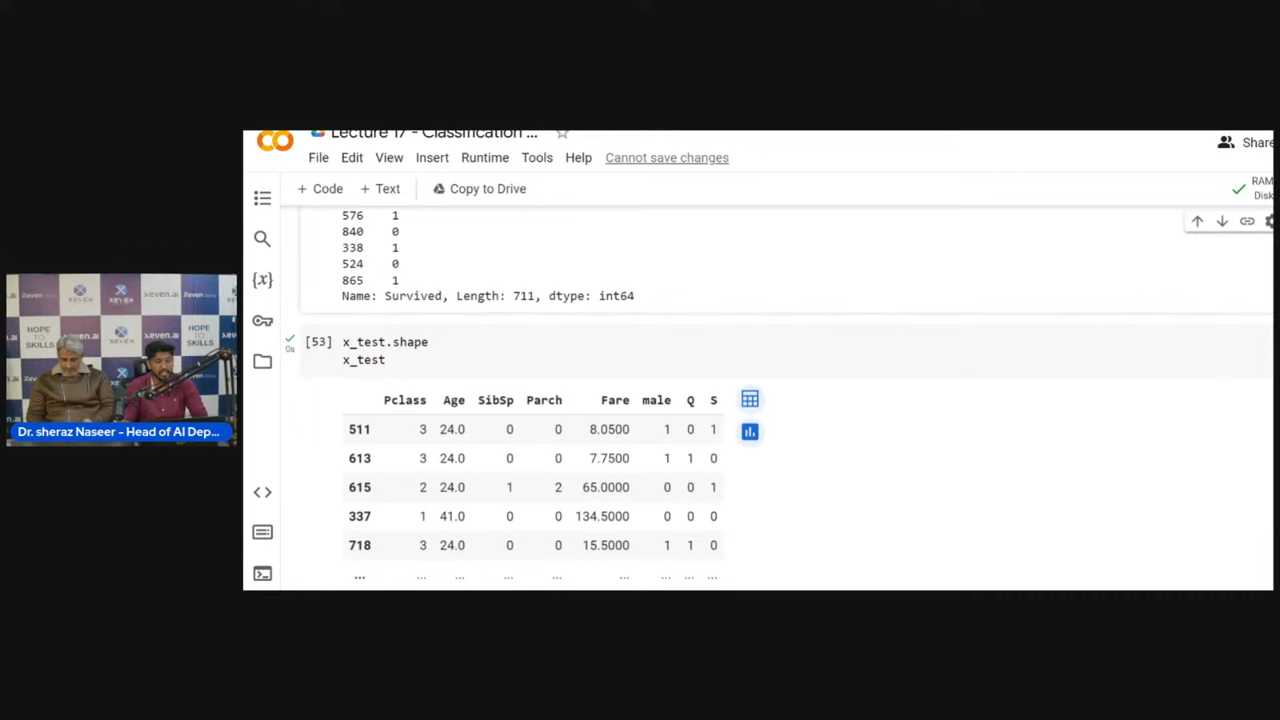 Lecture 17 - Classification ...
File Edit View Insert Runtime Tools Help Cannot save changes
Share
+ Code + Text Copy to Drive
RAM
Disk
576 1
840 0
338 1
524 0
865 1
Name: Survived, Length: 711, dtype: int64
[53] x_test.shape
0s
x_test
Pclass Age SibSp Parch Fare male Q S
511 3 24.0 0 0 8.0500 1 0 1
613 3 24.0 0 0 7.7500 1 1 0
615 2 24.0 1 2 65.0000 0 0 1
337 1 41.0 0 0 134.5000 0 0 0
718 3 24.0 0 0 15.5000 1 1 0
... ... ... ... ... ... ... ... ...
{x}
XEVEN
xeven.ai
HOPE
TO
SKILLS
Dr. sheraz Naseer - Head of AI Dep...